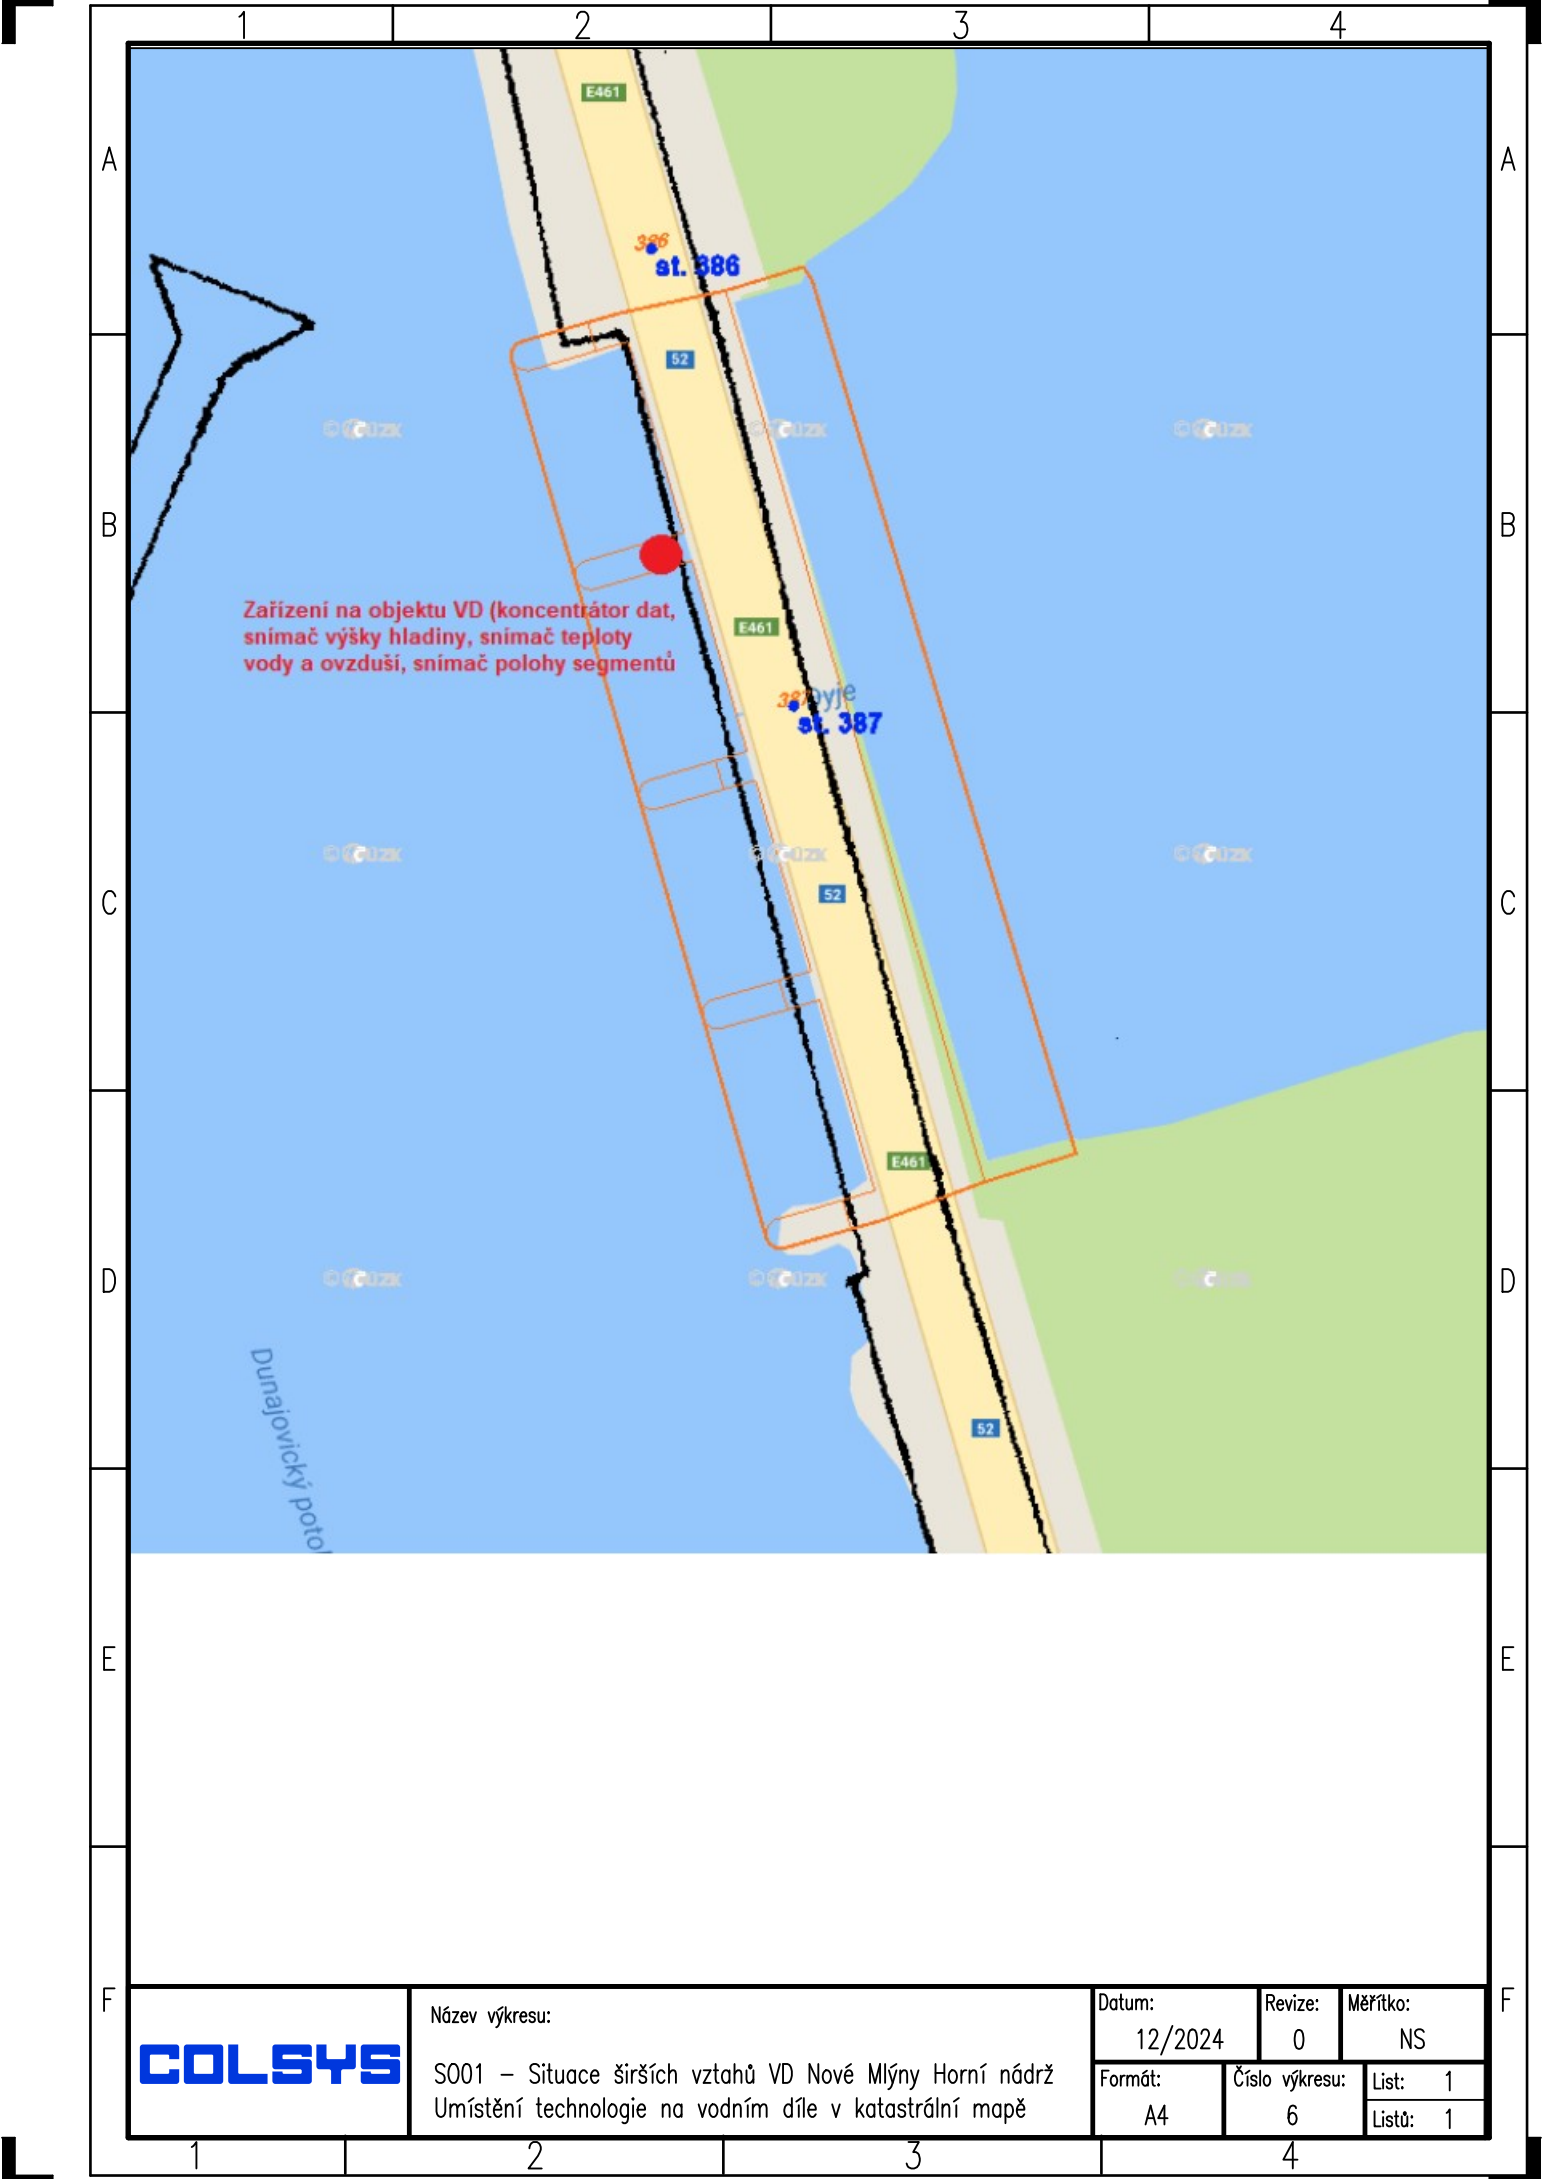 1 2 3 4
A A
E461
386
st. 386
52
B B
Zařízení na objektu VD (koncentrátor dat,
snímač výšky hladiny, snímač teploty
vody a ovzduší, snímač polohy segmentů
E461
387
st. 387
C C
52
E461
D D
Dunajovický
52
E E
F F
COLSYS
Název výkresu:
SO01 – Situace širších vztahů VD Nové Mlýny Horní nádrž
Umístění technologie na vodním díle v katastrální mapě
Datum:
12/2024
Revize:
0
Měřítko:
NS
Formát:
A4
Číslo výkresu:
6
List: 1
Listů: 1
1 2 3 4